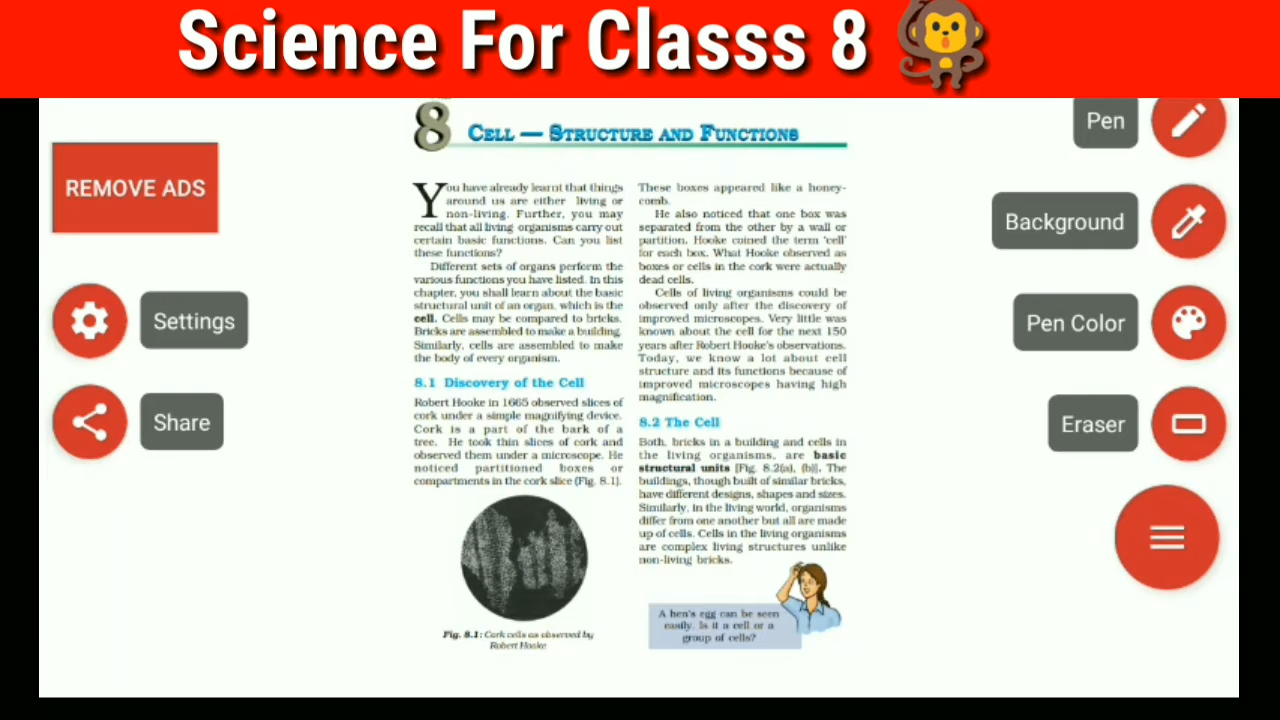 Science For Classs 8
REMOVE ADS
Settings
Share
Pen
Background
Pen Color
Eraser
8 CELL — STRUCTURE AND FUNCTIONS
You have already learnt that things
around us are either living or
non-living. Further, you may
recall that all living organisms carry out
certain basic functions. Can you list
these functions?
Different sets of organs perform the
various functions you have listed. In this
chapter, you shall learn about the basic
structural unit of an organ, which is the
cell. Cells may be compared to bricks.
Bricks are assembled to make a building.
Similarly, cells are assembled to make
the body of every organism.
8.1 Discovery of the Cell
Robert Hooke in 1665 observed slices of
cork under a simple magnifying device.
Cork is a part of the bark of a
tree. He took thin slices of cork and
observed them under a microscope. He
noticed partitioned boxes or
compartments in the cork slice (Fig. 8.1).
Fig. 8.1: Cork cells as observed by
Robert Hooke
These boxes appeared like a honey-
comb.
He also noticed that one box was
separated from the other by a wall or
partition. Hooke coined the term 'cell'
for each box. What Hooke observed as
boxes or cells in the cork were actually
dead cells.
Cells of living organisms could be
observed only after the discovery of
improved microscopes. Very little was
known about the cell for the next 150
years after Robert Hooke's observations.
Today, we know a lot about cell
structure and its functions because of
improved microscopes having high
magnification.
8.2 The Cell
Both, bricks in a building and cells in
the living organisms, are basic
structural units [Fig. 8.2(a), (b)]. The
buildings, though built of similar bricks,
have different designs, shapes and sizes.
Similarly, in the living world, organisms
differ from one another but all are made
up of cells. Cells in the living organisms
are complex living structures unlike
non-living bricks.
A hen's egg can be seen
easily. Is it a cell or a
group of cells?